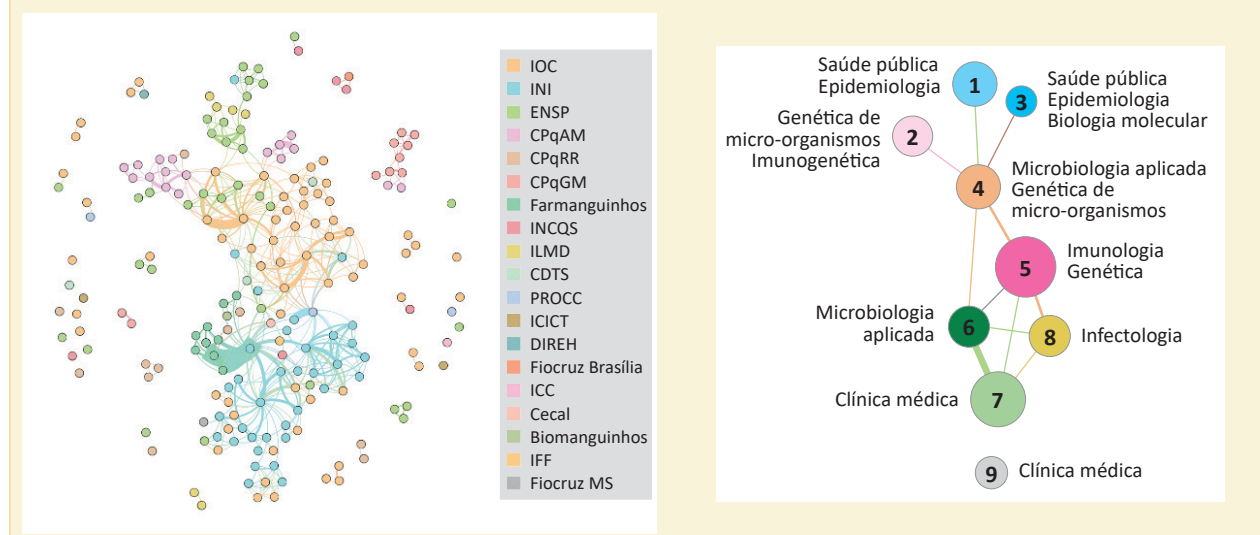 IOC
INI
ENSP
CPqAM
CPqRR
CPqGM
Farmanguinhos
INCQS
ILMD
CDTS
PROCC
ICICT
DIREH
Fiocruz Brasília
ICC
Cecal
Biomanguinhos
IFF
Fiocruz MS
Saúde pública
Epidemiologia
1
3
Saúde pública
Epidemiologia
Biologia molecular
Genética de
micro-organismos
Imunogenética
2
4
Microbiologia aplicada
Genética de
micro-organismos
5
Imunologia
Genética
Microbiologia
aplicada
6
8
Infectologia
Clínica médica
7
9
Clínica médica